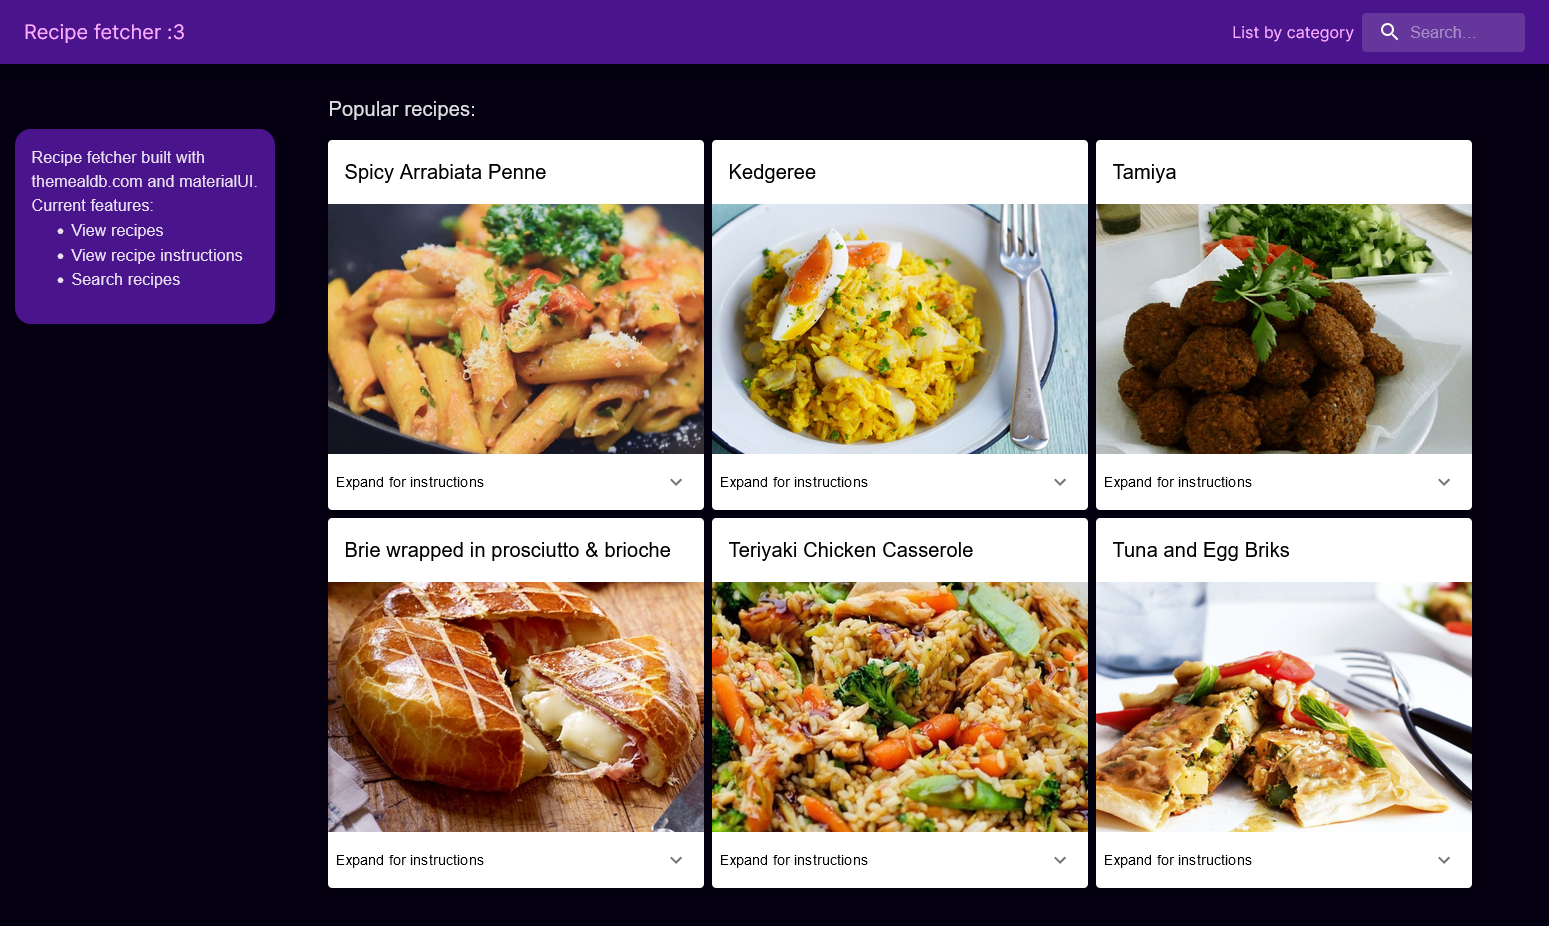 Recipe fetcher :3
List by category
Search...
Recipe fetcher built with
themealdb.com and materialUI.
Current features:
• View recipes
• View recipe instructions
• Search recipes
Popular recipes:
Spicy Arrabiata Penne
Kedgeree
Tamiya
Expand for instructions
Expand for instructions
Expand for instructions
Brie wrapped in prosciutto & brioche
Teriyaki Chicken Casserole
Tuna and Egg Briks
Expand for instructions
Expand for instructions
Expand for instructions